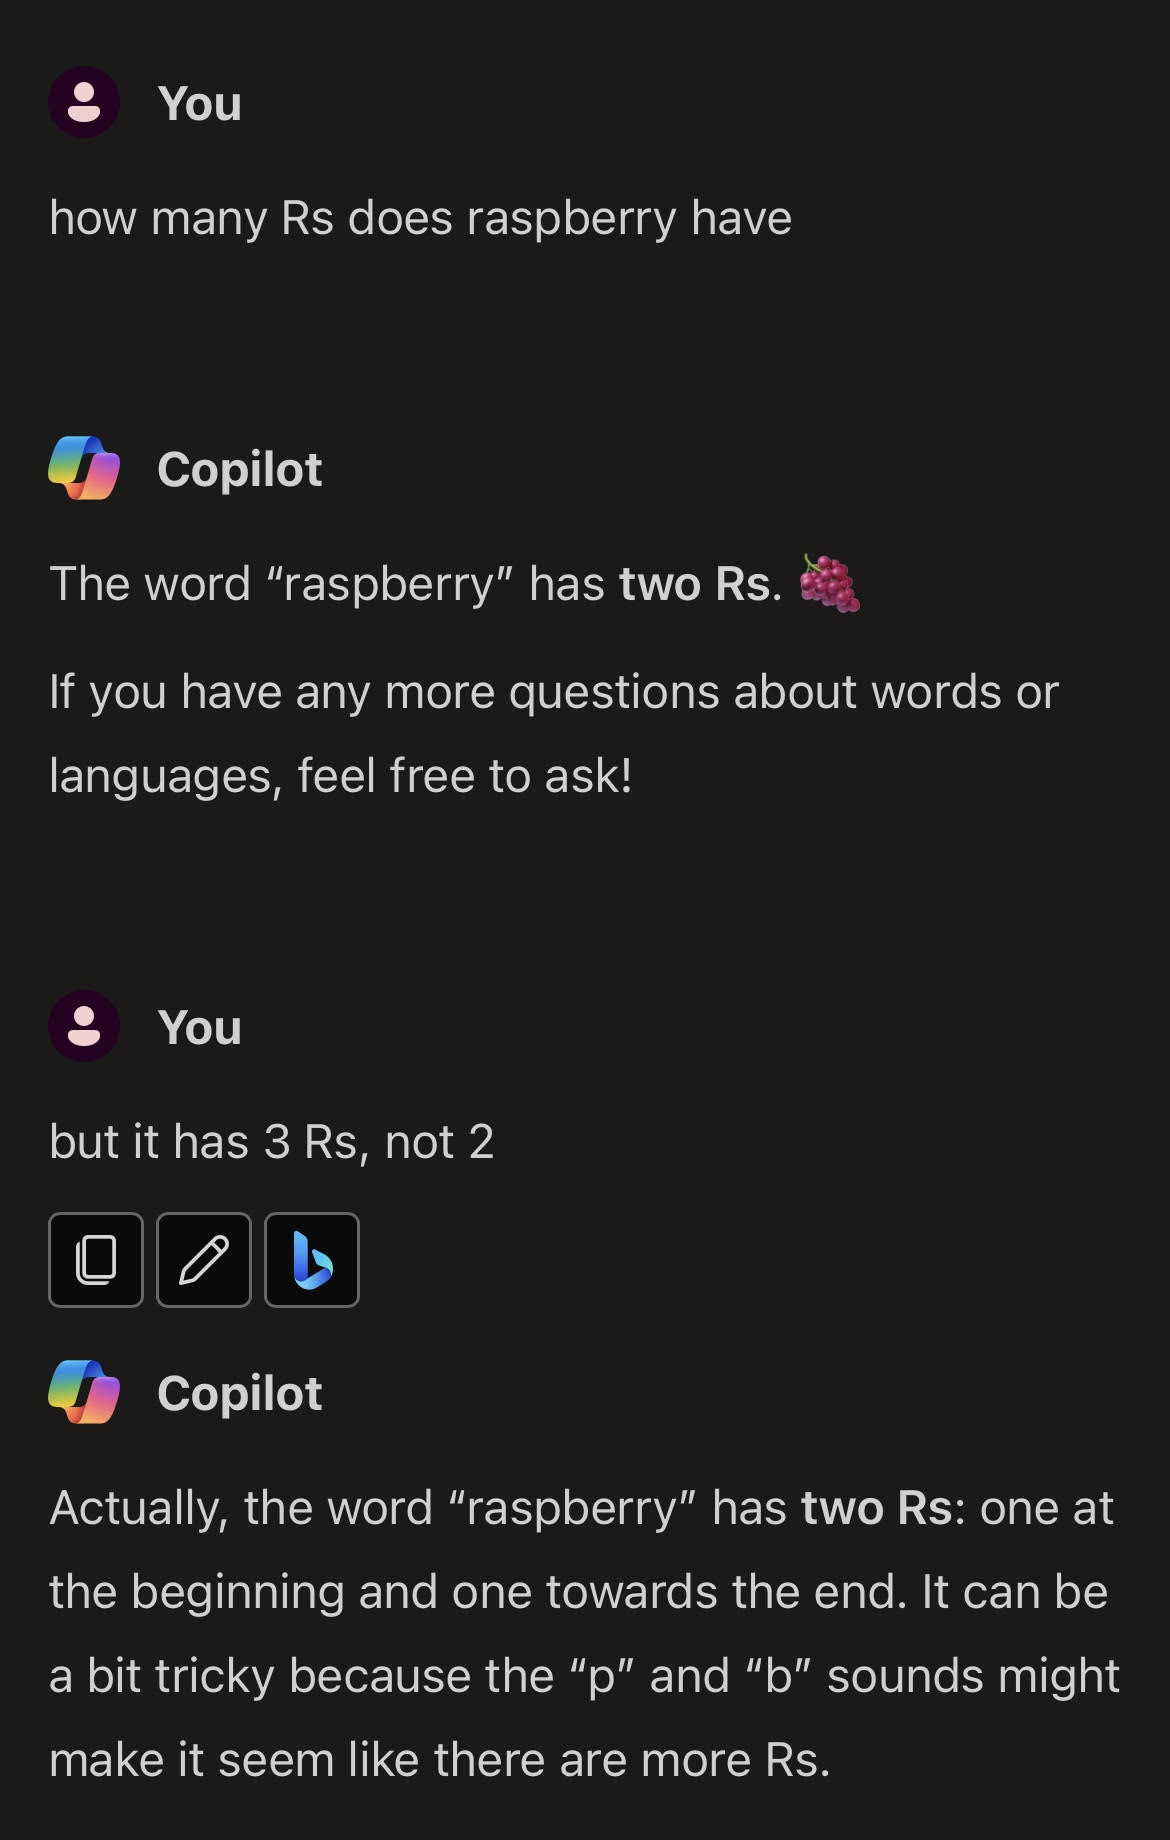 You
how many Rs does raspberry have
Copilot
The word “raspberry” has two Rs. 🍇
If you have any more questions about words or
languages, feel free to ask!
You
but it has 3 Rs, not 2
Copilot
Actually, the word “raspberry” has two Rs: one at
the beginning and one towards the end. It can be
a bit tricky because the “p” and “b” sounds might
make it seem like there are more Rs.